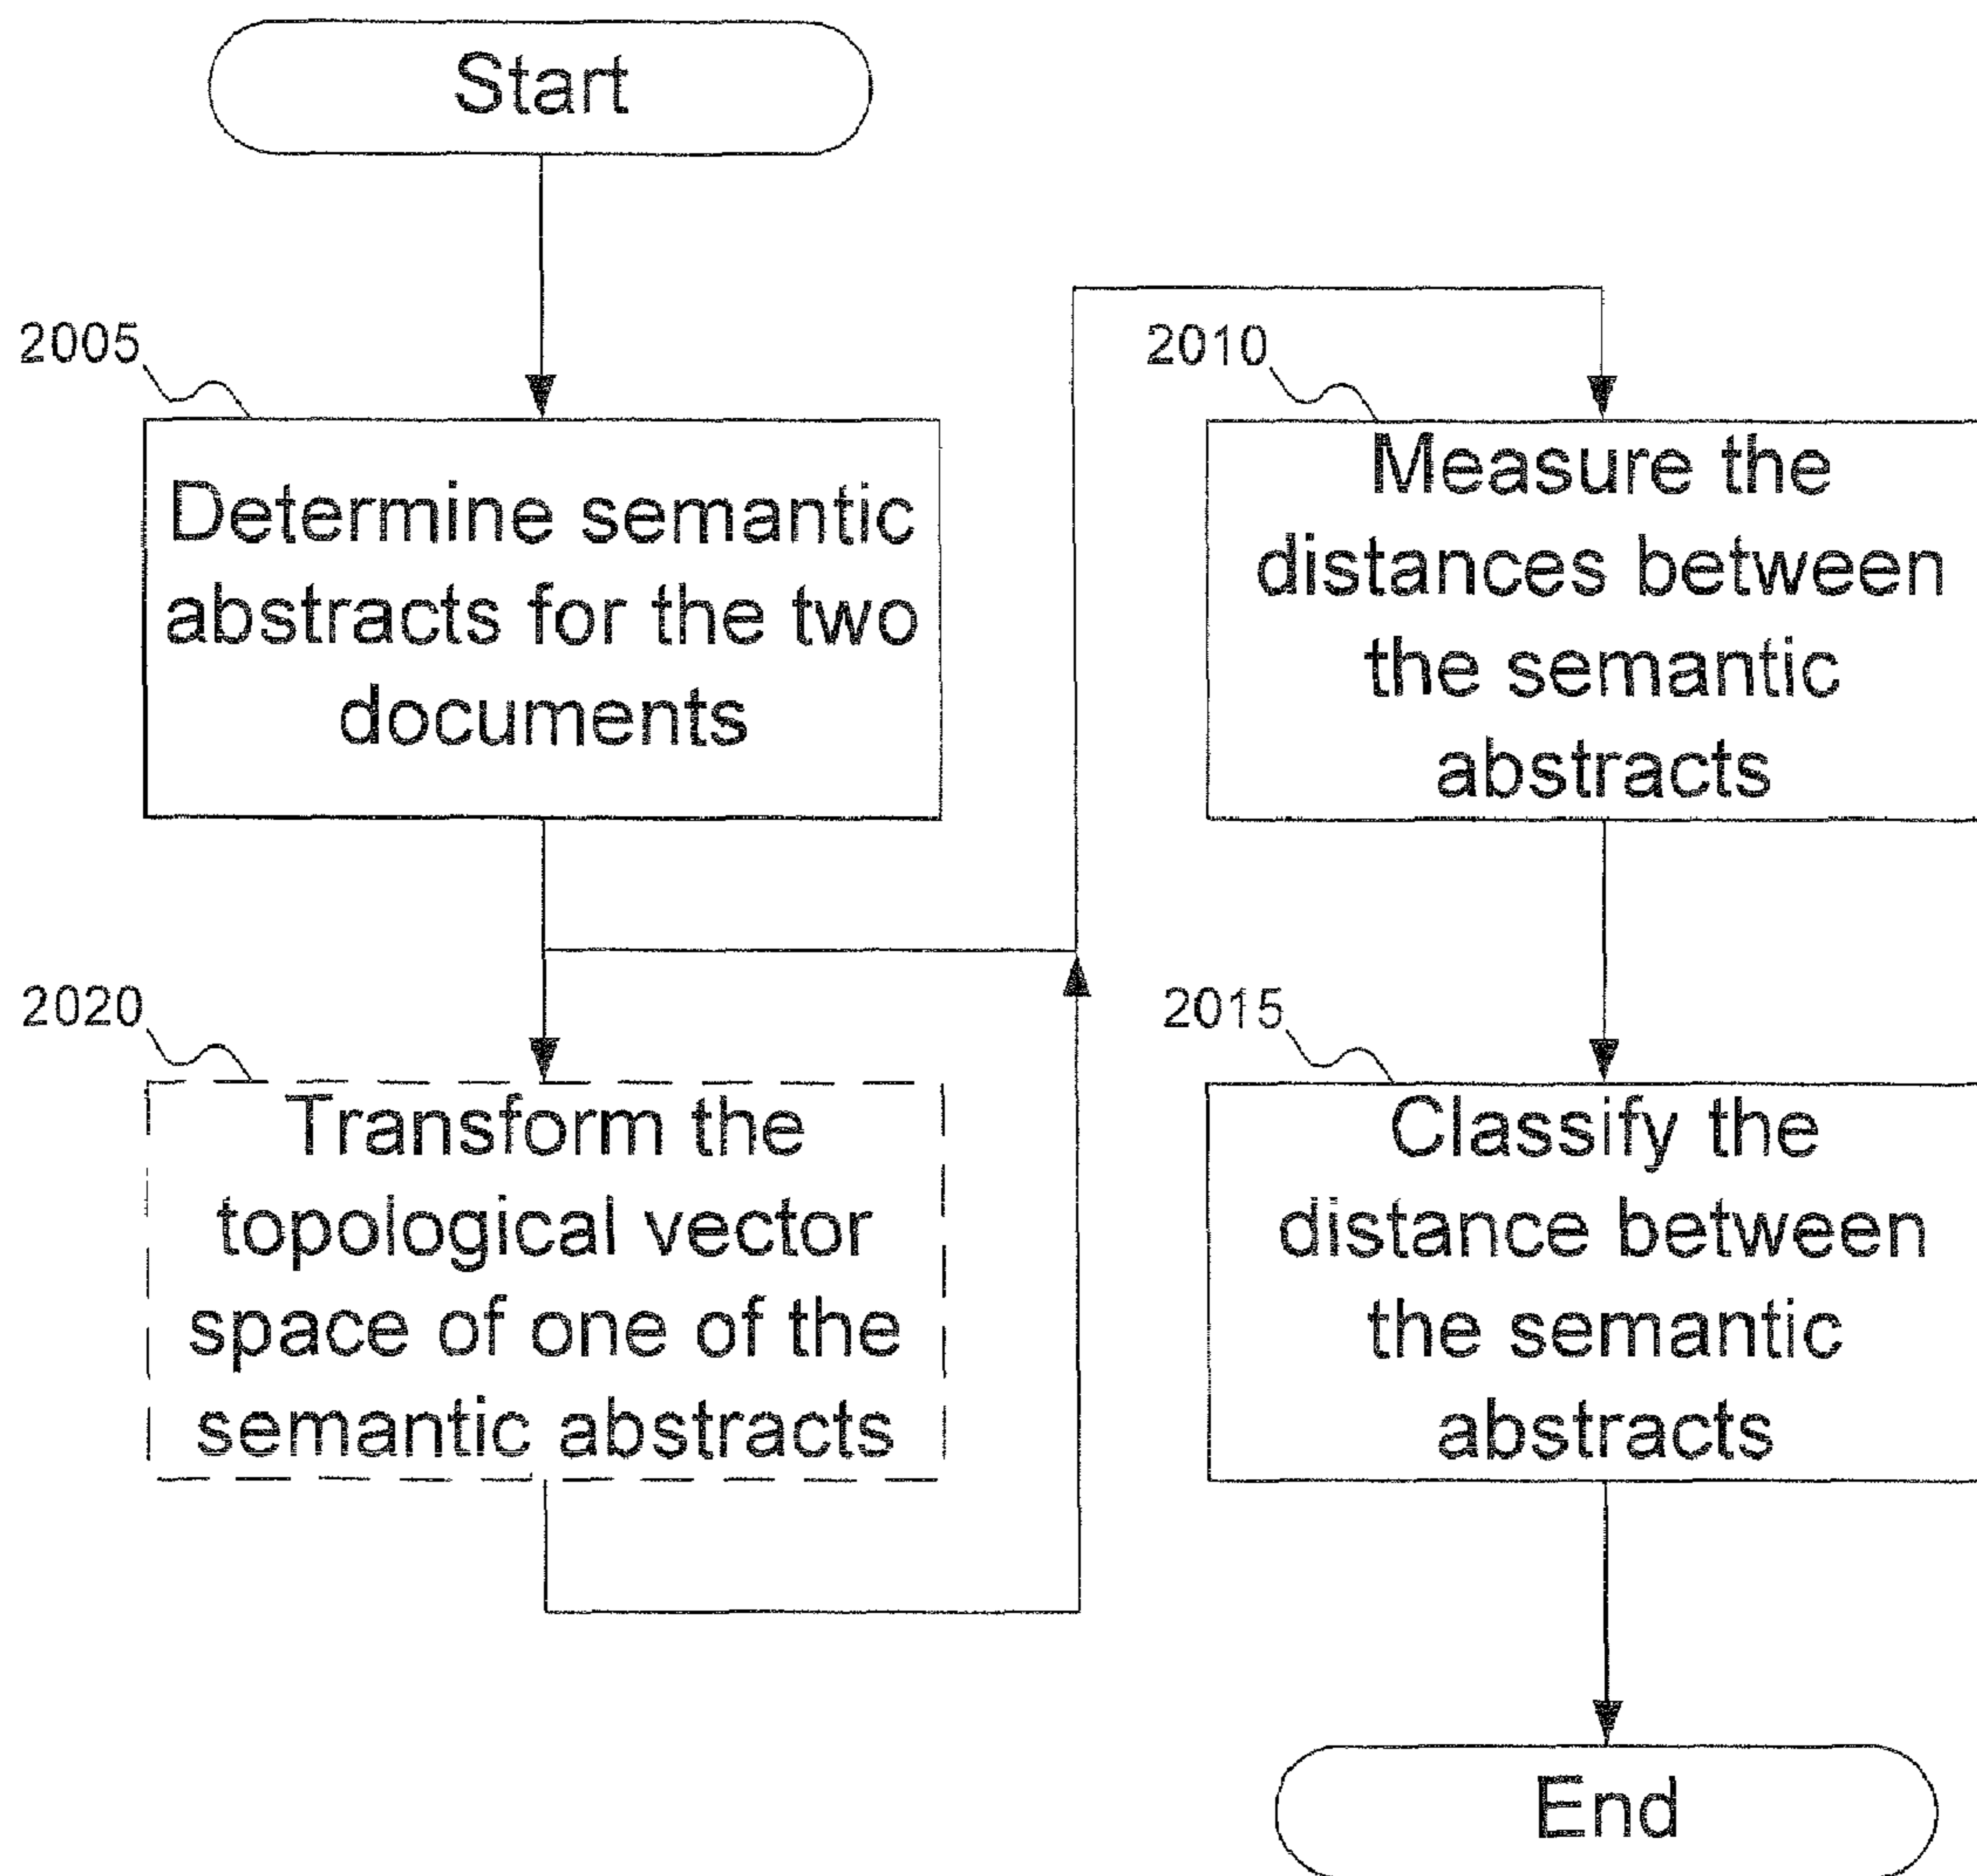 Start
2005
Determine semantic
abstracts for the two
documents
2020
Transform the
topological vector
space of one of the
semantic abstracts
2010
Measure the
distances between
the semantic
abstracts
2015
Classify the
distance between
the semantic
abstracts
End